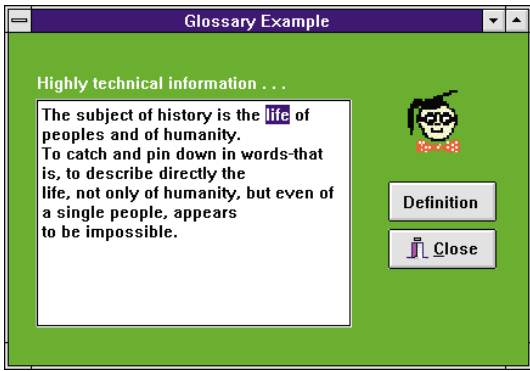 Glossary Example
Highly technical information . . .
The subject of history is the life of
peoples and of humanity.
To catch and pin down in words-that
is, to describe directly the
life, not only of humanity, but even of
a single people, appears
to be impossible.
Definition
Close